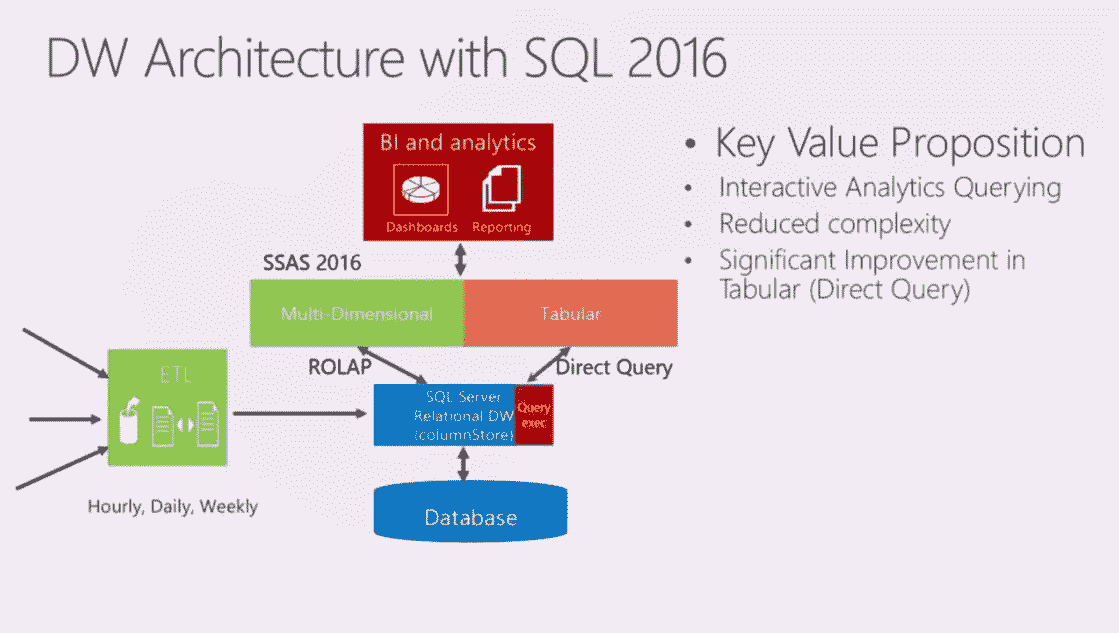 DW Architecture with SQL 2016
BI and analytics
Dashboards Reporting
SSAS 2016
Multi-Dimensional
Tabular
ROLAP
Direct Query
ETL
Hourly, Daily, Weekly
SQL Server
Relational DW
(columnStore)
Query
exec
Database
• Key Value Proposition
• Interactive Analytics Querying
• Reduced complexity
• Significant Improvement in
Tabular (Direct Query)